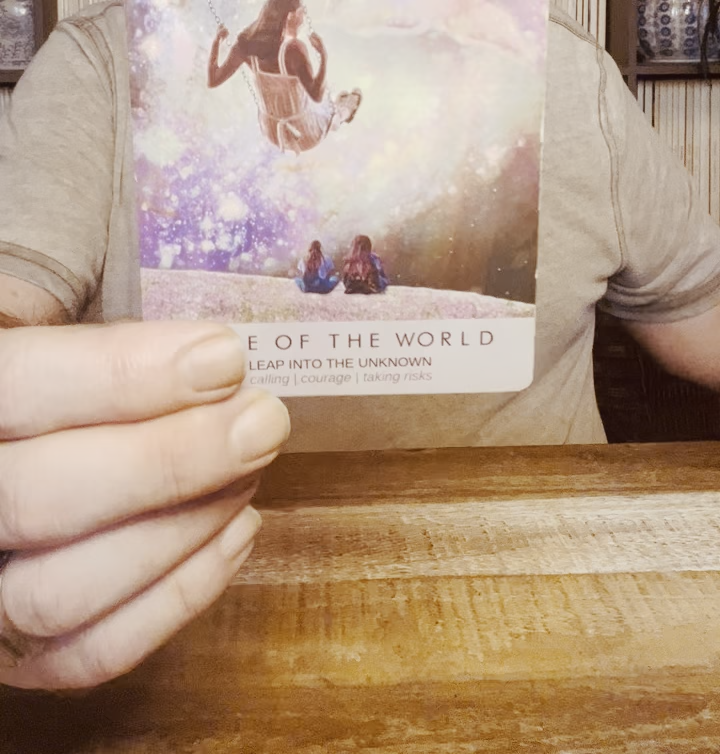 E OF THE WORLD
LEAP INTO THE UNKNOWN
calling | courage | taking risks